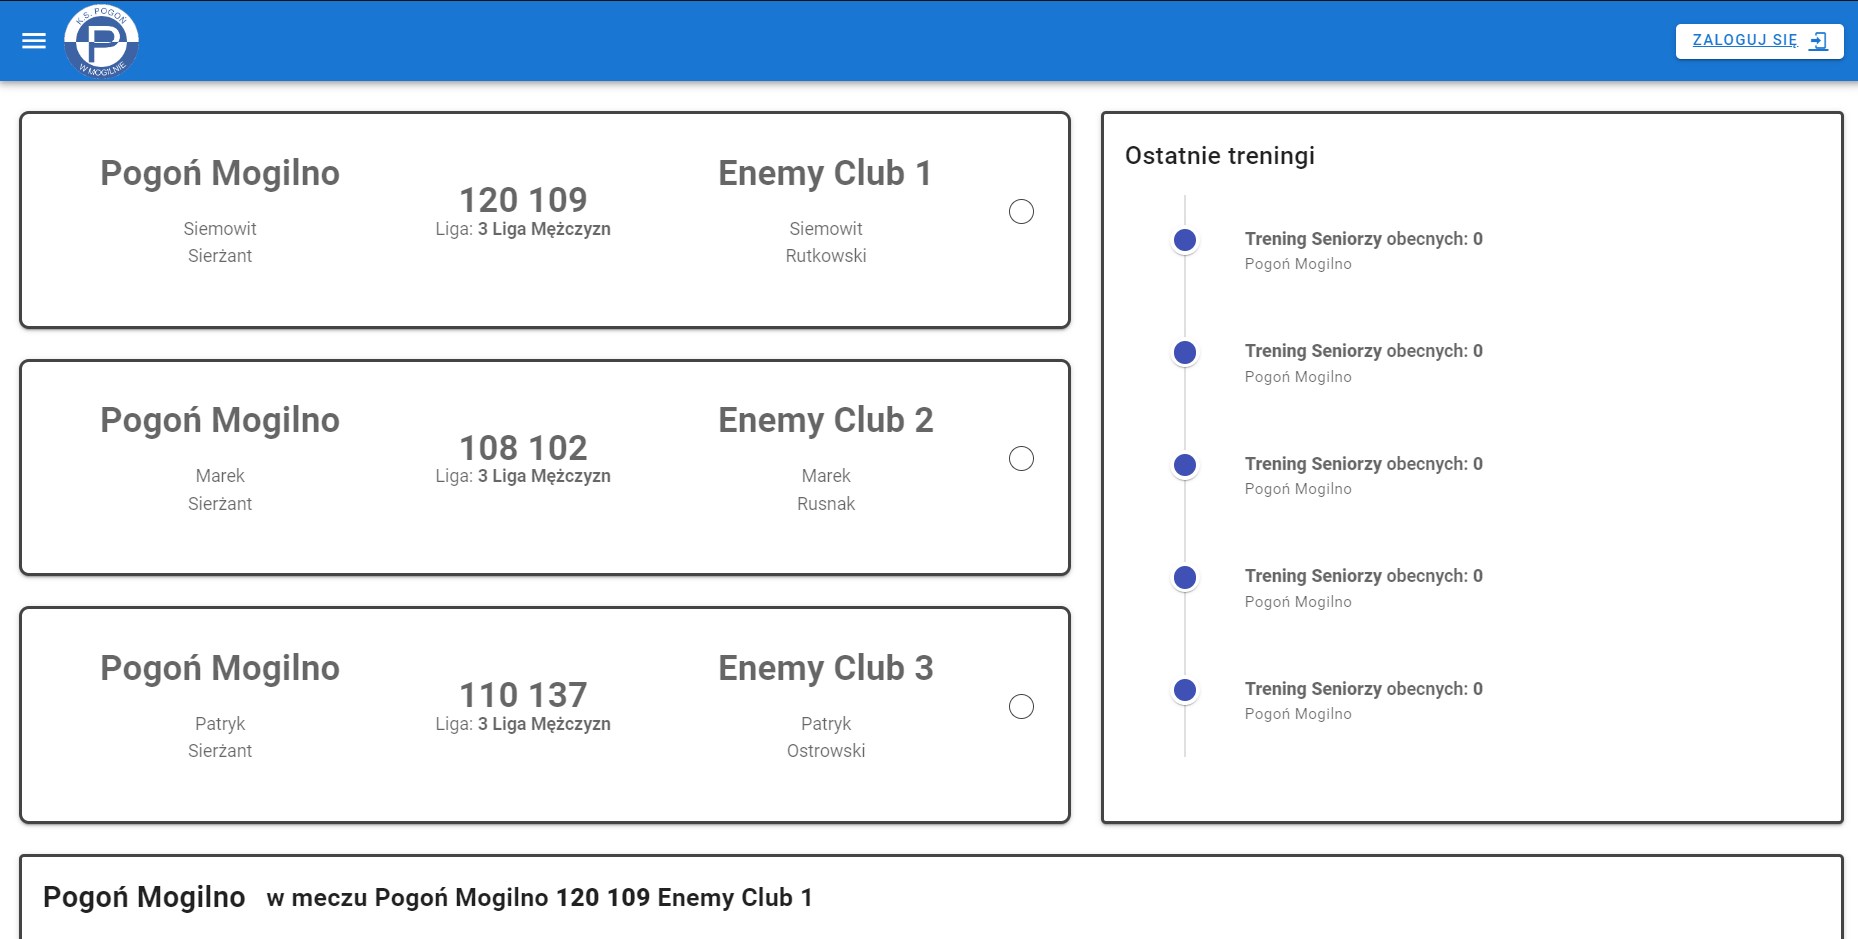 K.S. POGOŃ
P
W MOGILNIE
ZALOGUJ SIĘ
Pogoń Mogilno
Siemowit
Sierżant
120 109
Liga: 3 Liga Mężczyzn
Enemy Club 1
Siemowit
Rutkowski
Pogoń Mogilno
Marek
Sierżant
108 102
Liga: 3 Liga Mężczyzn
Enemy Club 2
Marek
Rusnak
Pogoń Mogilno
Patryk
Sierżant
110 137
Liga: 3 Liga Mężczyzn
Enemy Club 3
Patryk
Ostrowski
Ostatnie treningi
Trening Seniorzy obecnych: 0
Pogoń Mogilno
Trening Seniorzy obecnych: 0
Pogoń Mogilno
Trening Seniorzy obecnych: 0
Pogoń Mogilno
Trening Seniorzy obecnych: 0
Pogoń Mogilno
Trening Seniorzy obecnych: 0
Pogoń Mogilno
Pogoń Mogilno w meczu Pogoń Mogilno 120 109 Enemy Club 1